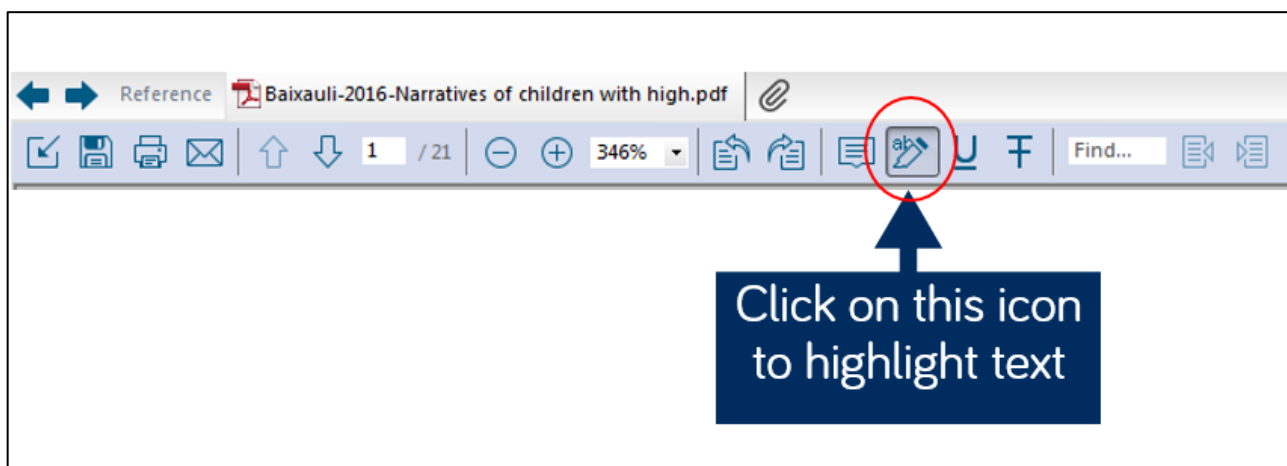 Reference Baixauli-2016-Narratives of children with high.pdf
1 / 21 346% ab U T Find...
Click on this icon
to highlight text